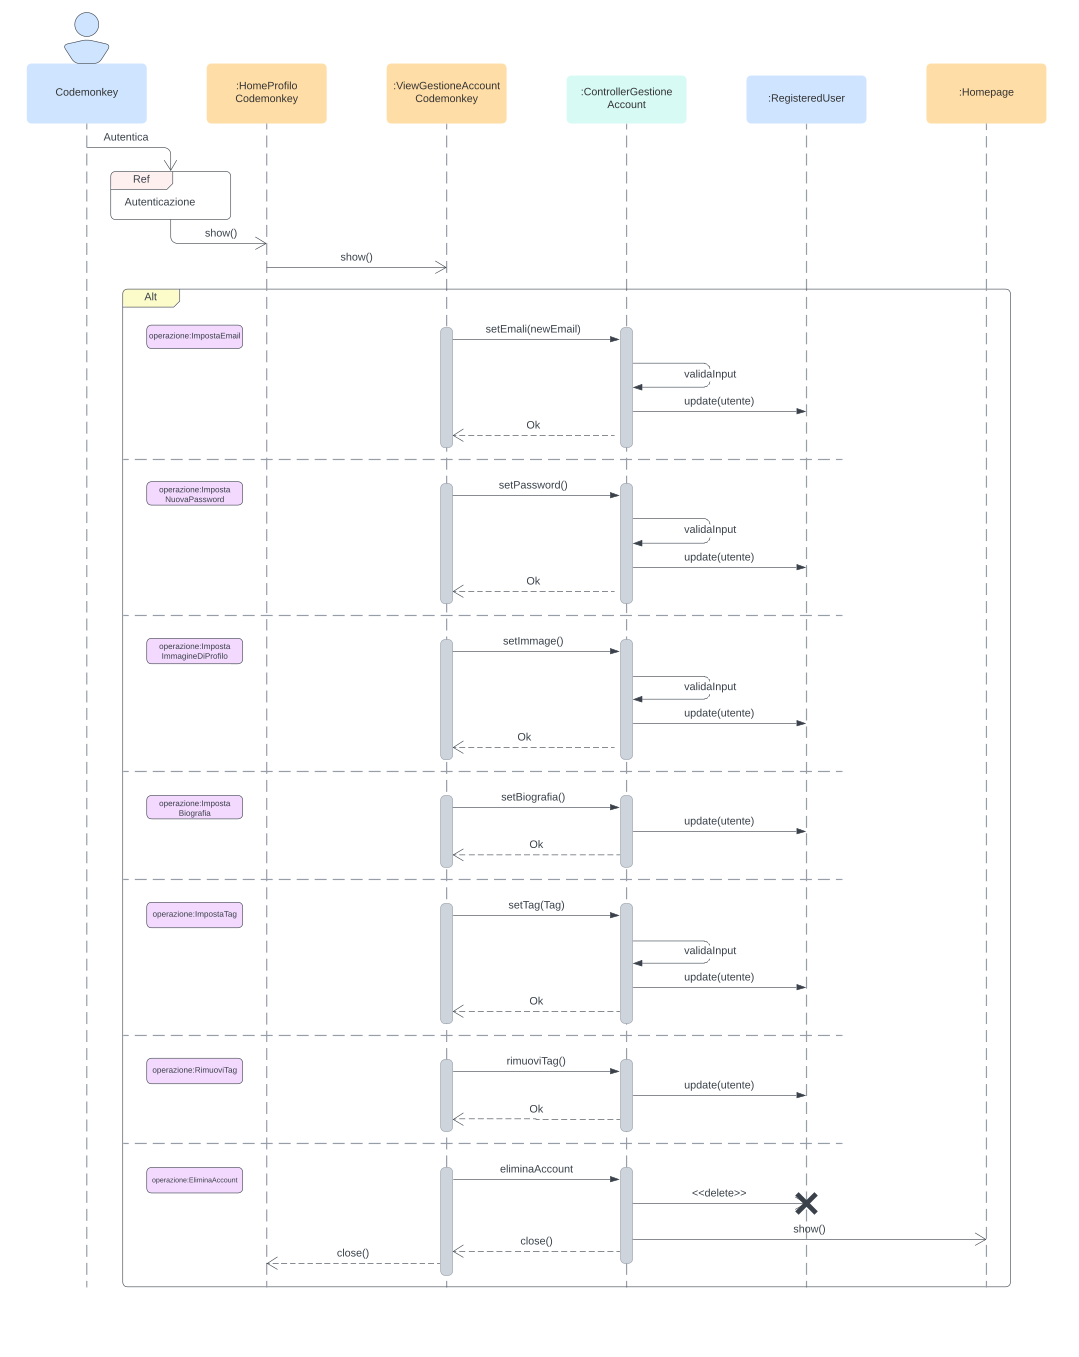 Codemonkey
:HomeProfilo
Codemonkey
:ViewGestioneAccount
Codemonkey
:ControllerGestione
Account
:RegisteredUser
:Homepage
Autentica
Ref
Autenticazione
show()
show()
Alt
operazione:ImpostaEmail
setEmali(newEmail)
validaInput
update(utente)
Ok
operazione:Imposta
NuovaPassword
setPassword()
validaInput
update(utente)
Ok
operazione:Imposta
ImmagineDiProfilo
setImmage()
validaInput
update(utente)
Ok
operazione:Imposta
Biografia
setBiografia()
update(utente)
Ok
operazione:ImpostaTag
setTag(Tag)
validaInput
update(utente)
Ok
operazione:RimuoviTag
rimuoviTag()
update(utente)
Ok
operazione:EliminaAccount
eliminaAccount
<<delete>>
show()
close()
close()